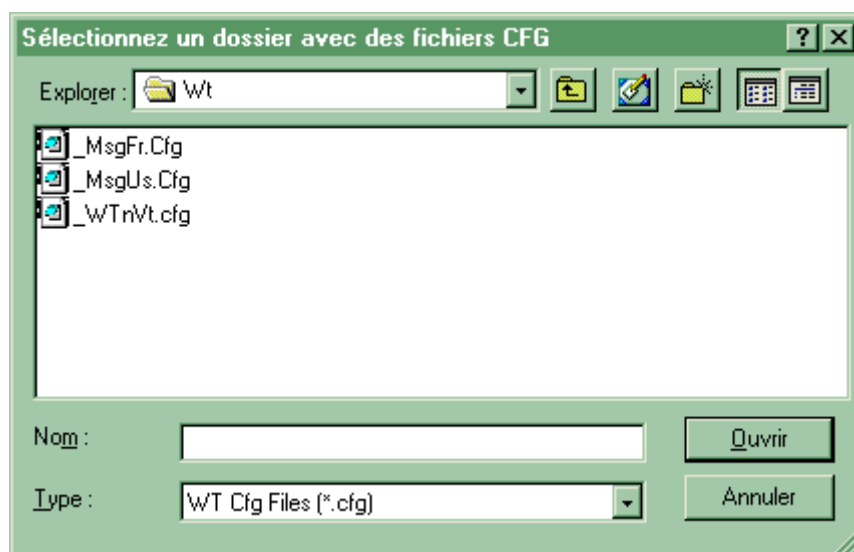 Sélectionnez un dossier avec des fichiers CFG
Explorer : Wt
_MsgFr.Cfg
_MsgUs.Cfg
_WTnVt.cfg
Nom :
Ouvrir
Type : WT Cfg Files (*.cfg)
Annuler